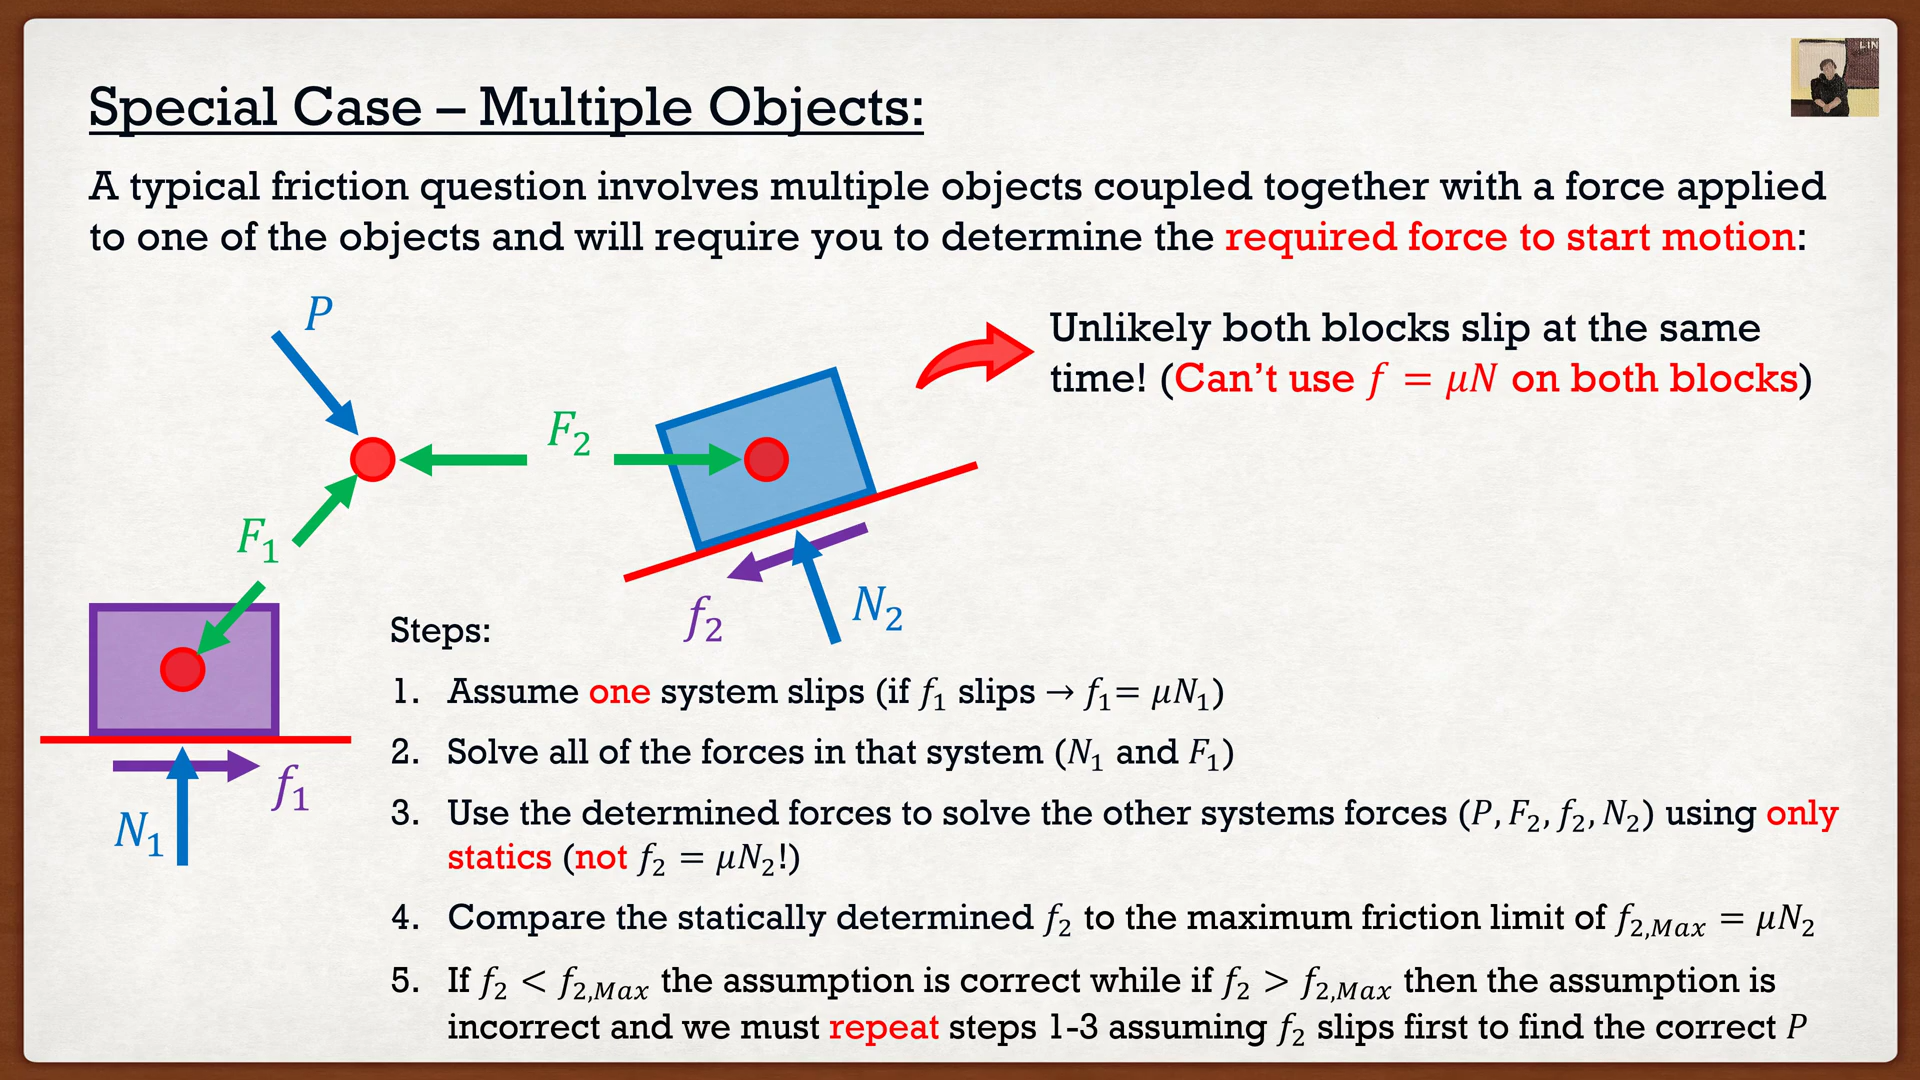 LIN
Special Case – Multiple Objects:
A typical friction question involves multiple objects coupled together with a force applied
to one of the objects and will require you to determine the required force to start motion:
P
Unlikely both blocks slip at the same
time! (Can't use f = μN on both blocks)
F₂
F₁
f₂
N₂
f₁
N₁
Steps:
1. Assume one system slips (if f₁ slips → f₁= μN₁)
2. Solve all of the forces in that system (N₁ and F₁)
3. Use the determined forces to solve the other systems forces (P, F₂, f₂, N₂) using only
statics (not f₂ = μN₂!)
4. Compare the statically determined f₂ to the maximum friction limit of f₂,Max = μN₂
5. If f₂ < f₂,Max the assumption is correct while if f₂ > f₂,Max then the assumption is
incorrect and we must repeat steps 1-3 assuming f₂ slips first to find the correct P